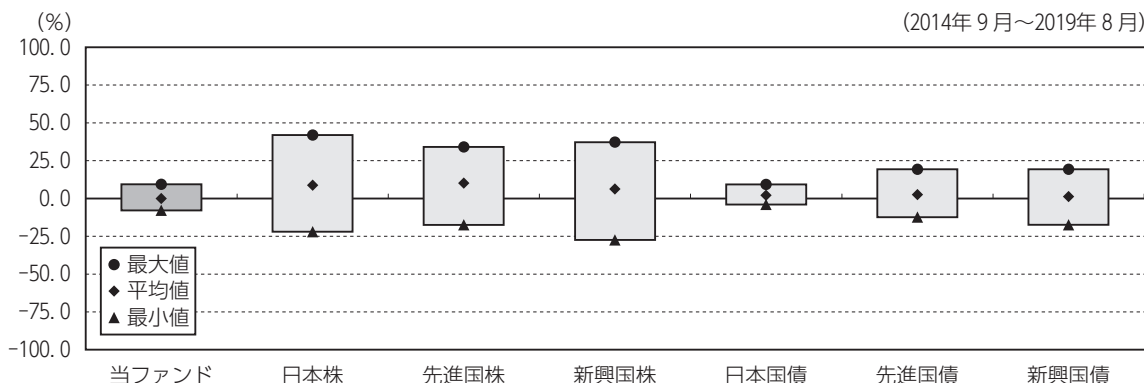 (%)
(2014年9月～2019年8月)
100.0
75.0
50.0
25.0
0.0
-25.0
-50.0
-75.0
-100.0
● 最大値
◆ 平均値
▲ 最小値
当ファンド 日本株 先進国株 新興国株 日本国債 先進国債 新興国債